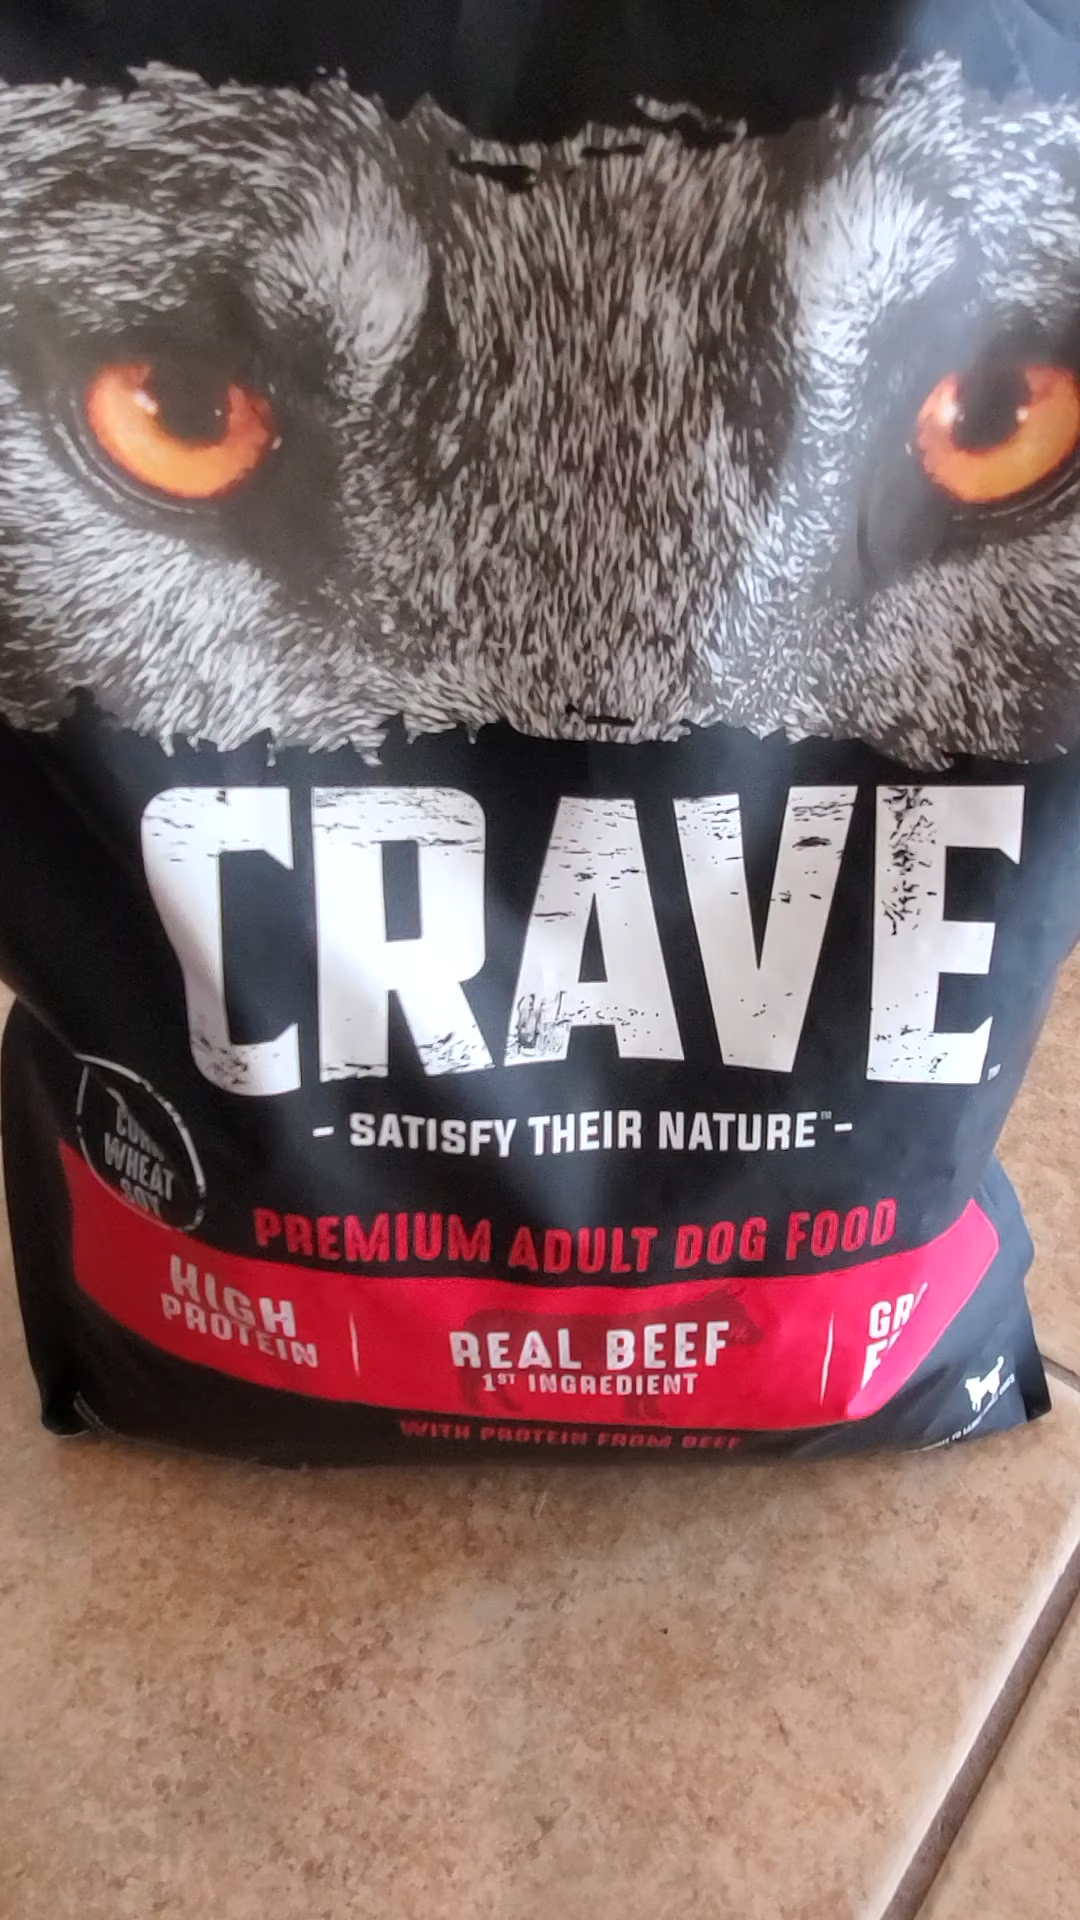 CRAVE
- SATISFY THEIR NATURE™ -
CORN
WHEAT
SOY
PREMIUM ADULT DOG FOOD
HIGH
PROTEIN
REAL BEEF
1ST INGREDIENT
WITH PROTEIN FROM BEEF